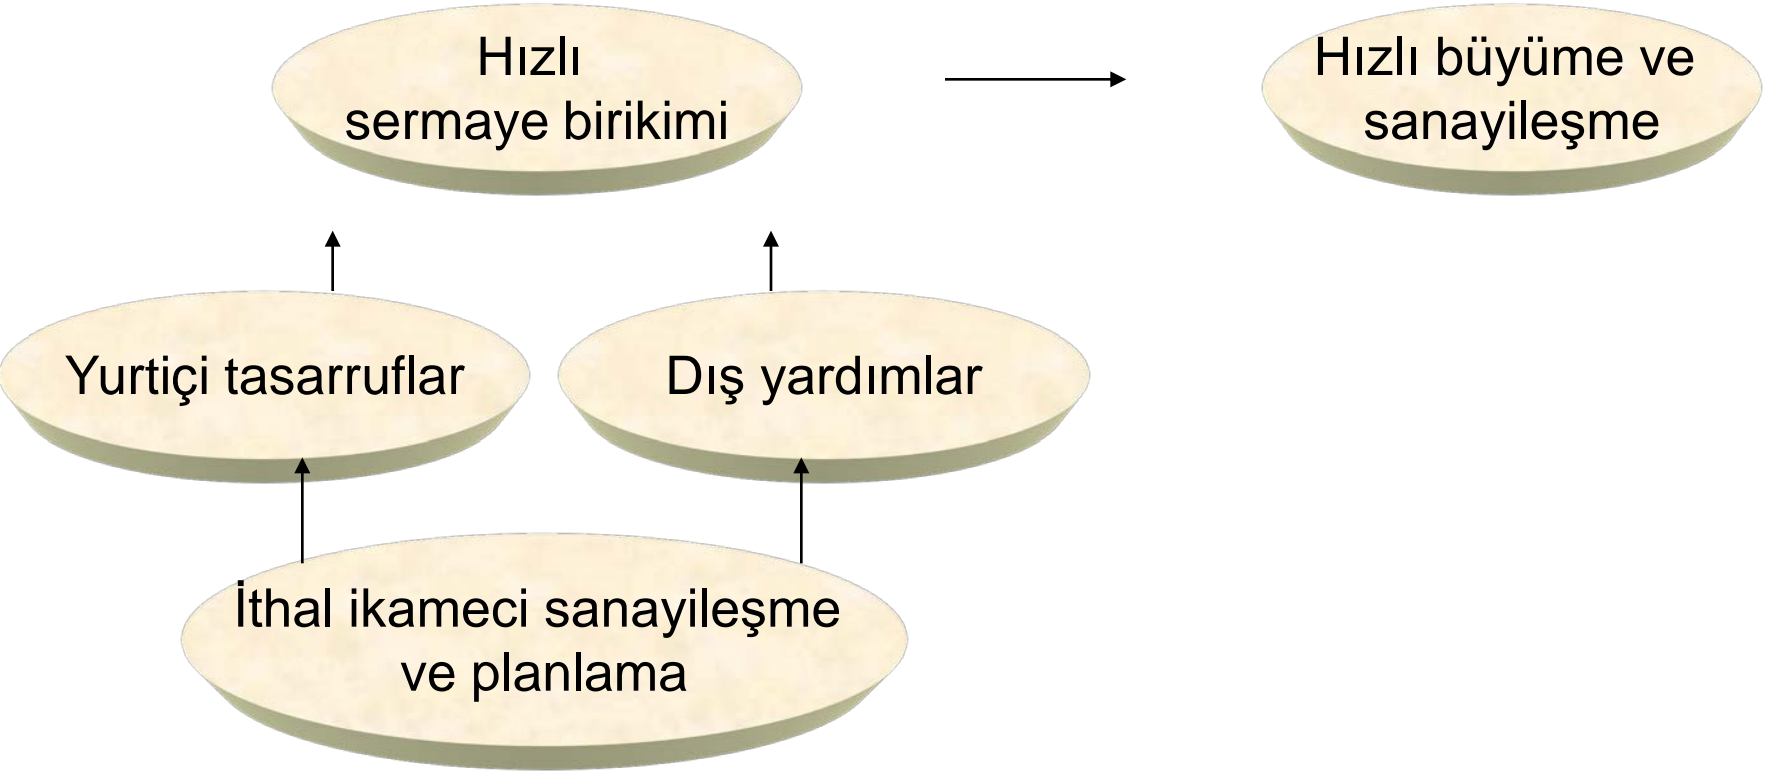 Hızlı
sermaye birikimi
Hızlı büyüme ve
sanayileşme
Yurtiçi tasarruflar
Dış yardımlar
İthal ikameci sanayileşme
ve planlama